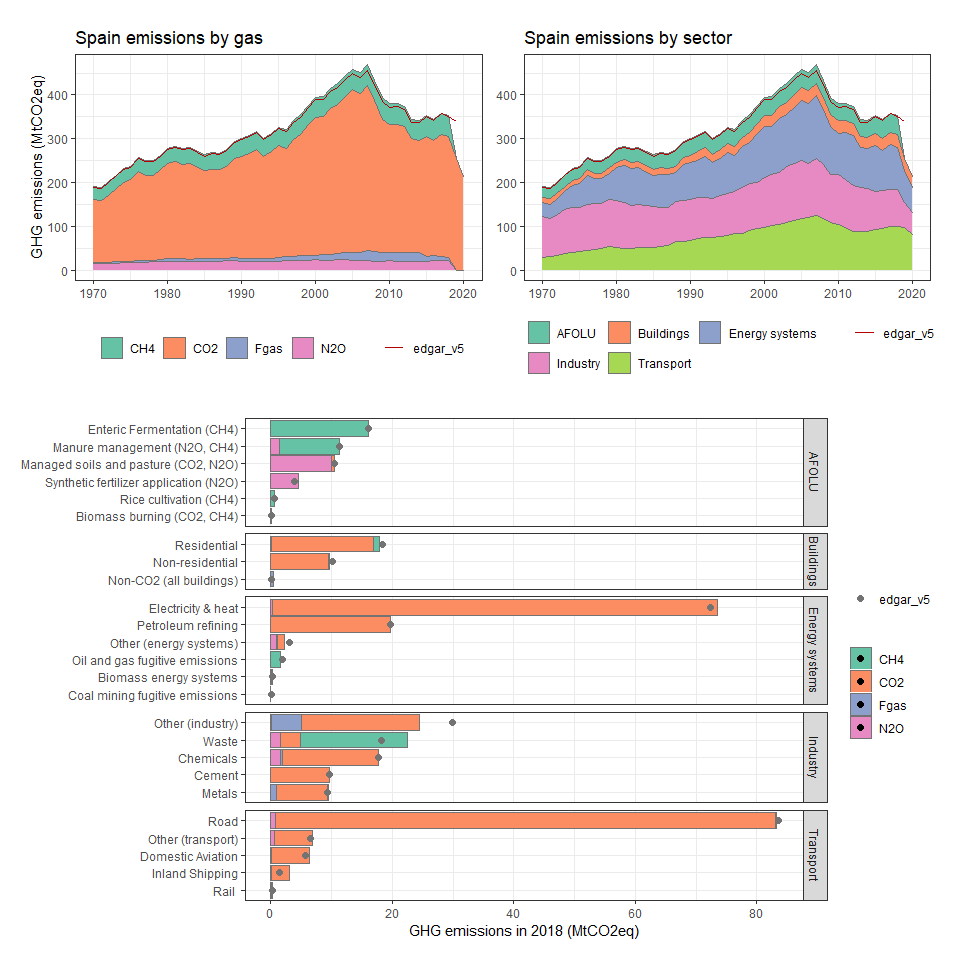 Spain emissions by gas
Spain emissions by sector
GHG emissions (MtCO2eq)
400
300
200
100
0
1970 1980 1990 2000 2010 2020
400
300
200
100
0
1970 1980 1990 2000 2010 2020
CH4 CO2 Fgas N2O edgar_v5
AFOLU Buildings Energy systems edgar_v5
Industry Transport
Enteric Fermentation (CH4)
Manure management (N2O, CH4)
Managed soils and pasture (CO2, N2O)
Synthetic fertilizer application (N2O)
Rice cultivation (CH4)
Biomass burning (CO2, CH4)
AFOLU
Residential
Non-residential
Non-CO2 (all buildings)
Buildings
Electricity & heat
Petroleum refining
Other (energy systems)
Oil and gas fugitive emissions
Biomass energy systems
Coal mining fugitive emissions
Energy systems
Other (industry)
Waste
Chemicals
Cement
Metals
Industry
Road
Other (transport)
Domestic Aviation
Inland Shipping
Rail
Transport
0 20 40 60 80
GHG emissions in 2018 (MtCO2eq)
edgar_v5
CH4
CO2
Fgas
N2O